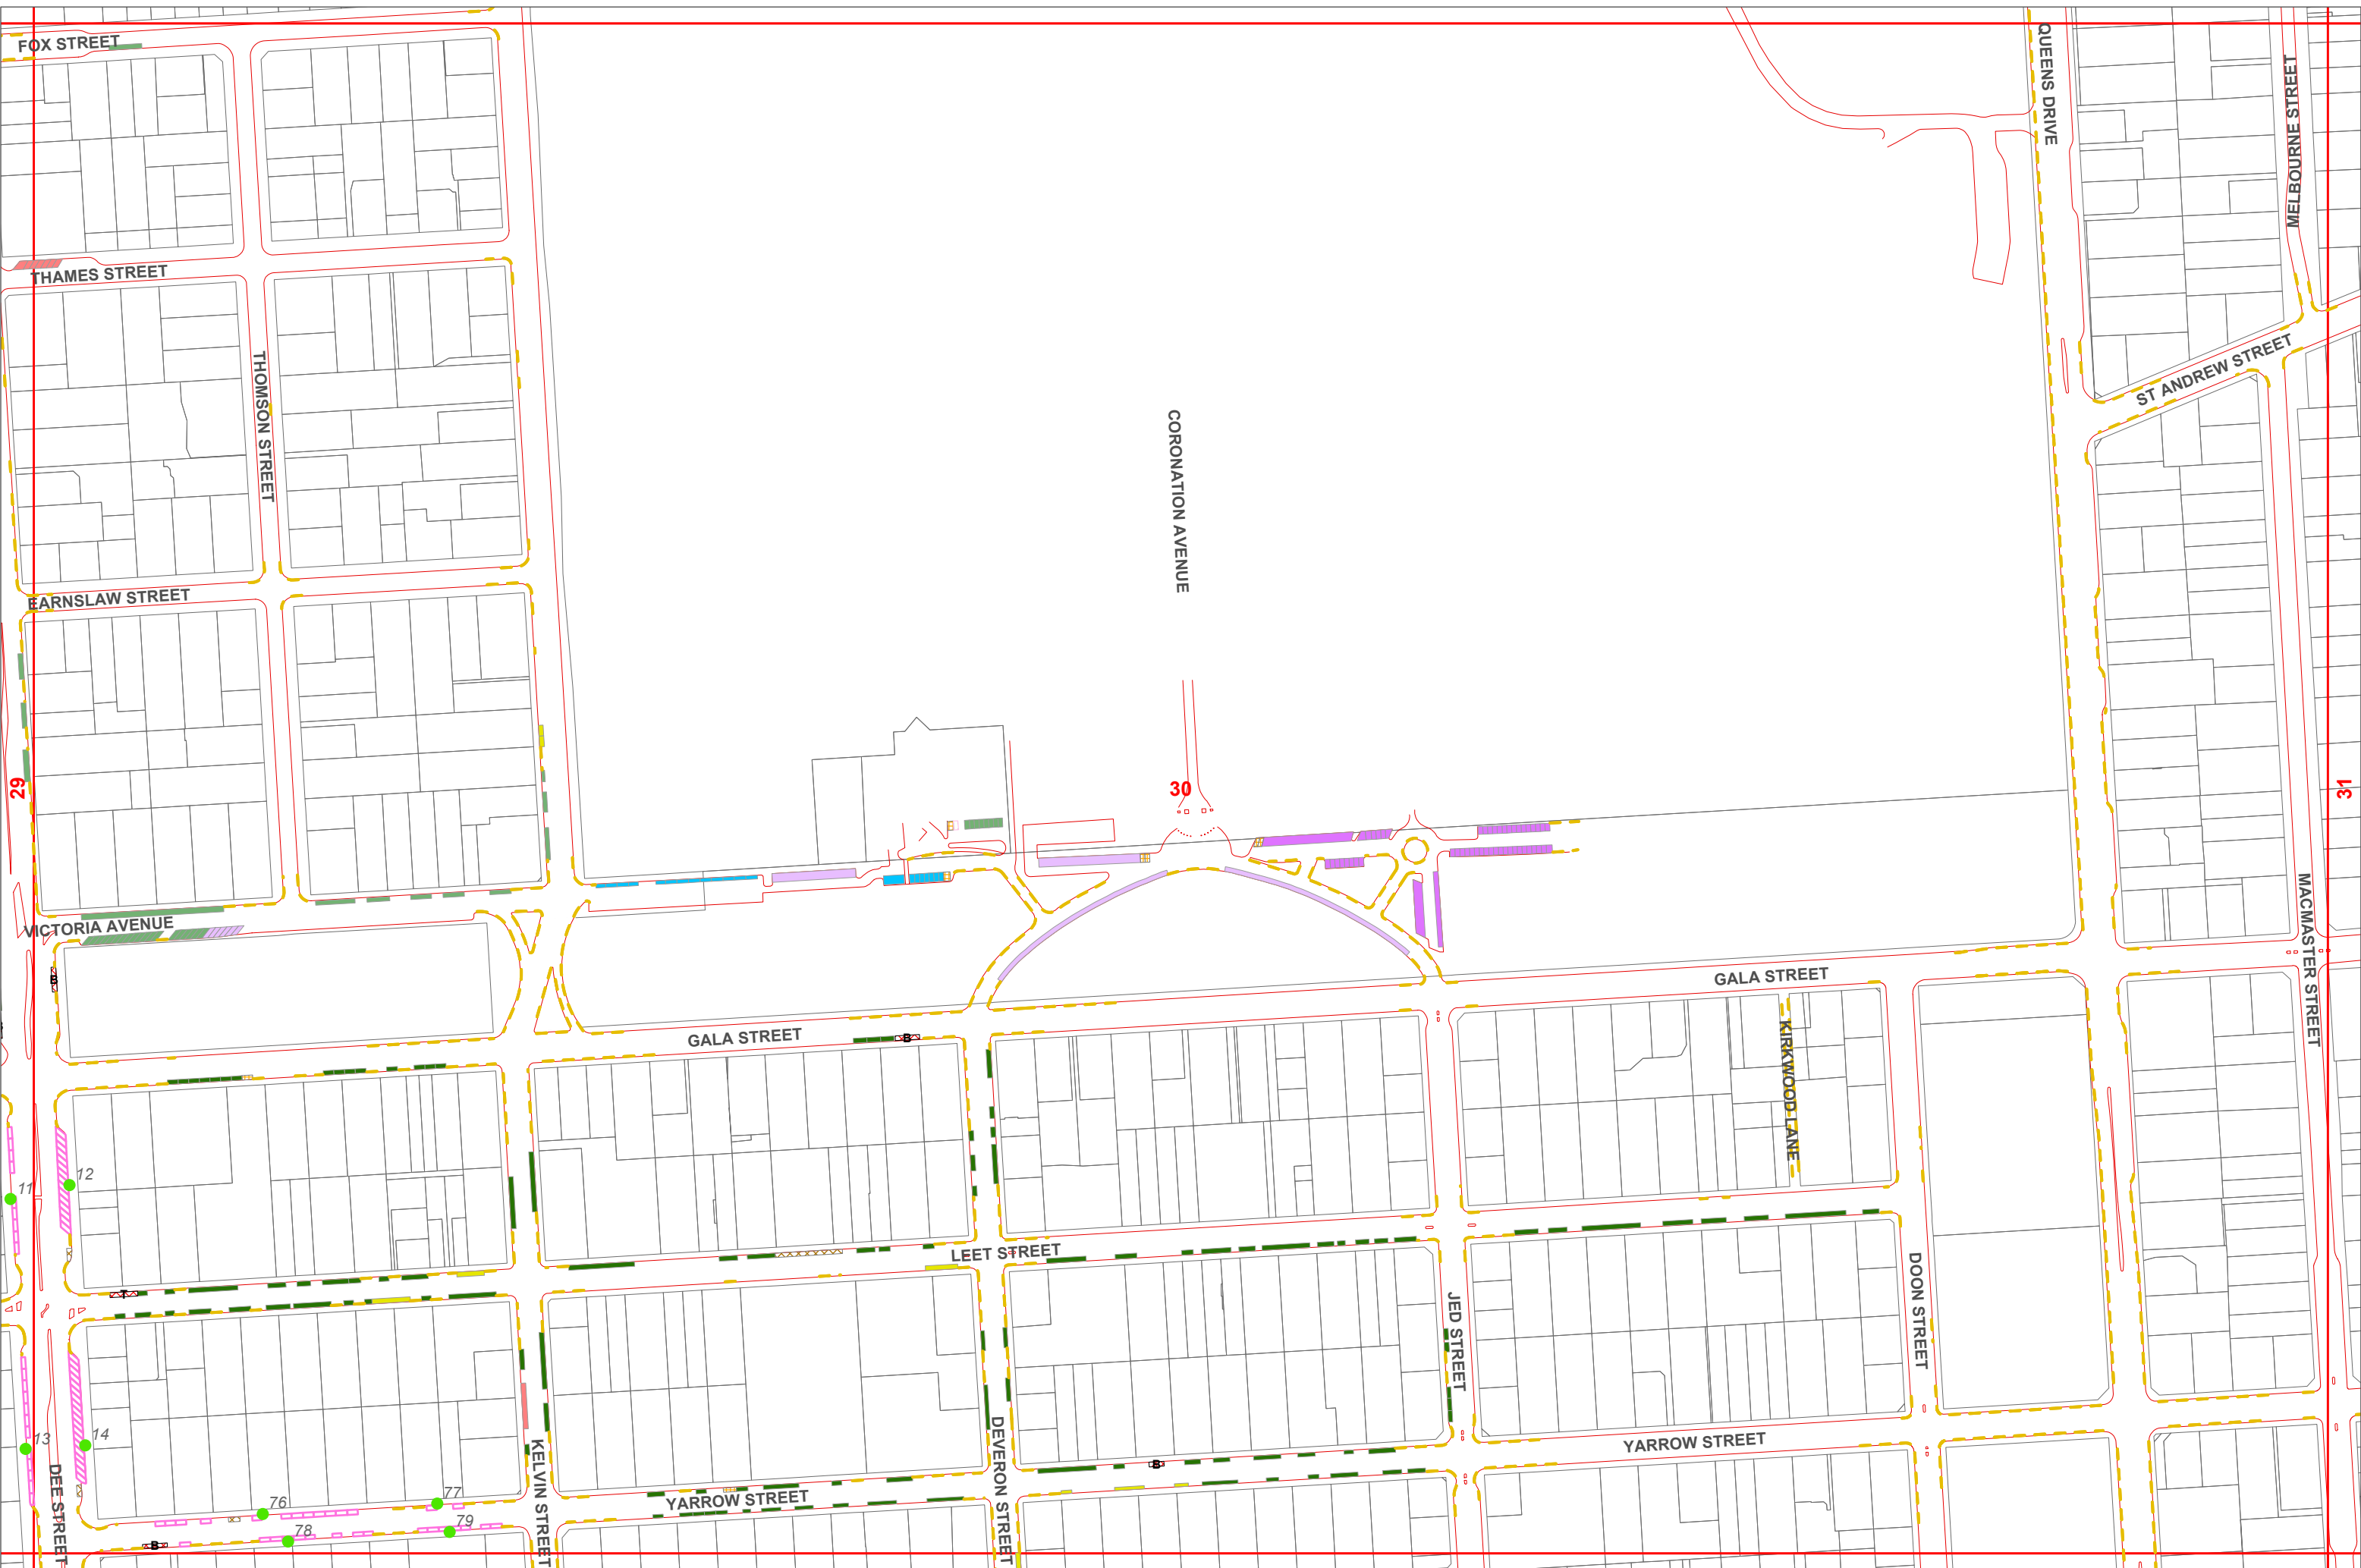 FOX STREET
QUEENS DRIVE
MELBOURNE STREET
THAMES STREET
THOMSON STREET
ST ANDREW STREET
CORONATION AVENUE
EARNSLAW STREET
29
30
31
VICTORIA AVENUE
MACMASTER STREET
B
GALA STREET
GALA STREET
B
KIRKWOOD LANE
12
11
LEET STREET
DOON STREET
T
JED STREET
13
14
DEE STREET
KELVIN STREET
DEVERON STREET
YARROW STREET
B
YARROW STREET
76
77
78
79
B